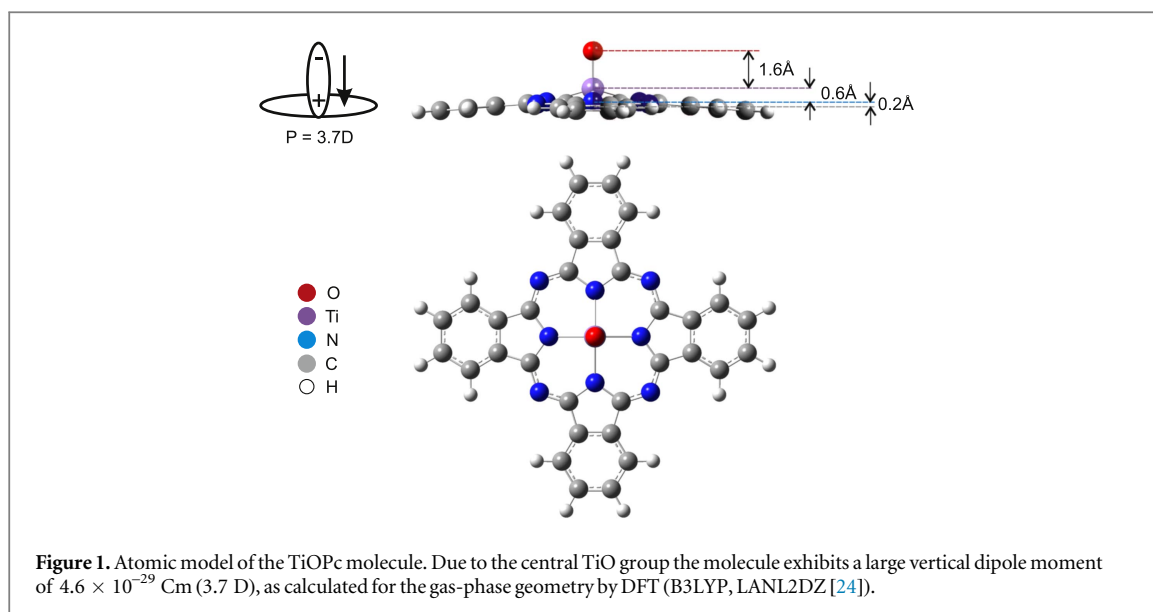 -
+
P = 3.7D
1.6Å
0.6Å
0.2Å
O
Ti
N
C
H
Figure 1. Atomic model of the TiOPc molecule. Due to the central TiO group the molecule exhibits a large vertical dipole moment
of 4.6 × 10⁻²⁹ Cm (3.7 D), as calculated for the gas-phase geometry by DFT (B3LYP, LANL2DZ [24]).